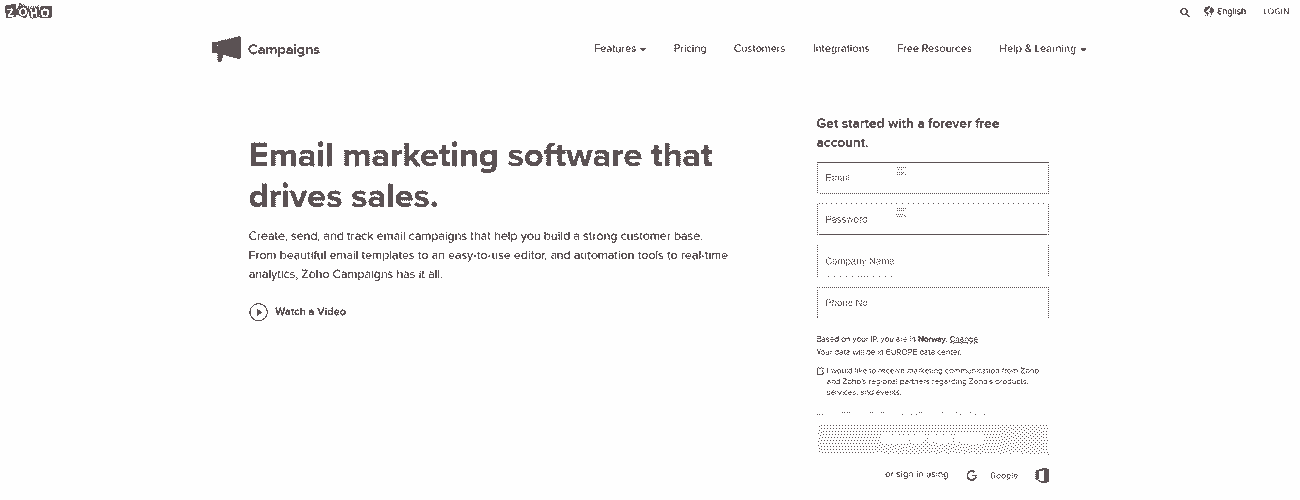 ZOHO
English
LOGIN
Campaigns
Features
Pricing
Customers
Integrations
Free Resources
Help & Learning
Email marketing software that
drives sales.
Create, send, and track email campaigns that help you build a strong customer base.
From beautiful email templates to an easy-to-use editor, and automation tools to real-time
analytics, Zoho Campaigns has it all.
Watch a Video
Get started with a forever free
account.
Email
Password
Company Name
Phone No
Based on your IP, you are in Norway. Change
Your data will be in EUROPE data center.
I would like to receive marketing communication from Zoho
and Zoho's regional partners regarding Zoho's products,
services, and events.
or sign in using
Google